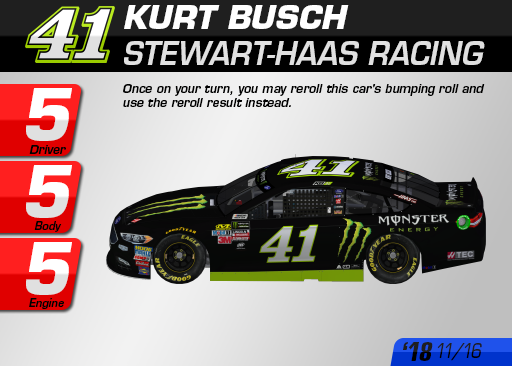 41 KURT BUSCH
STEWART-HAAS RACING
Once on your turn, you may reroll this car's bumping roll and
use the reroll result instead.
5
Driver
5
Body
5
Engine
41
41
MONSTER
ENERGY
GOODYEAR
EAGLE
GOODYEAR
EAGLE
TEC
'18 11/16